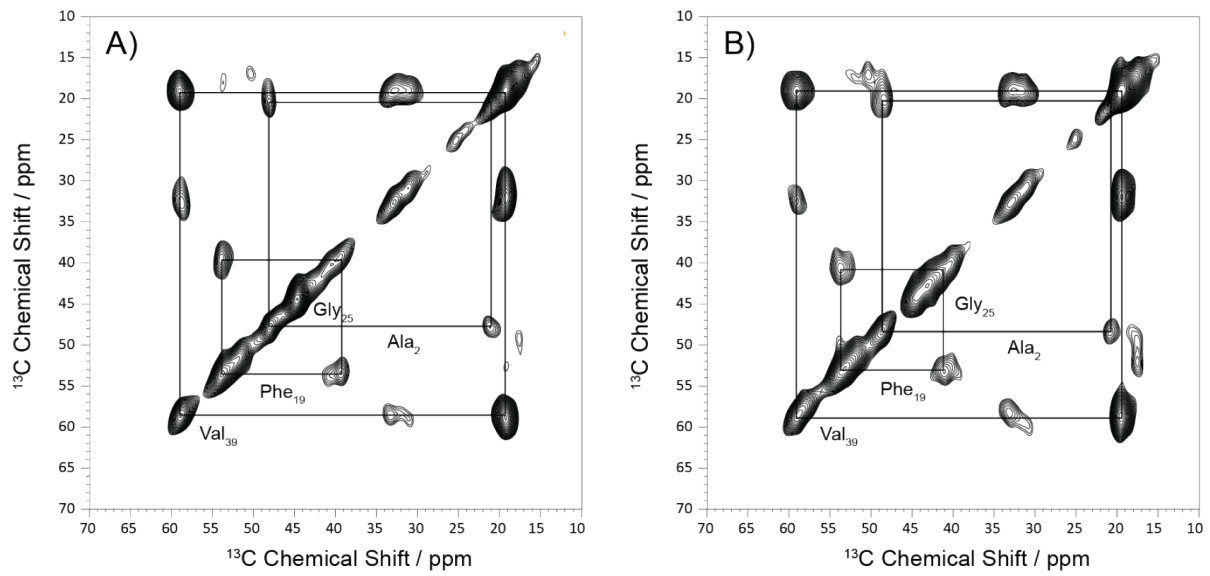 A)
10
15
20
25
30
35
40
45
50
55
60
65
70
¹³C Chemical Shift / ppm
Gly₂₅
Ala₂
Phe₁₉
Val₃₉
70 65 60 55 50 45 40 35 30 25 20 15 10
¹³C Chemical Shift / ppm
B)
10
15
20
25
30
35
40
45
50
55
60
65
70
¹³C Chemical Shift / ppm
Gly₂₅
Ala₂
Phe₁₉
Val₃₉
70 65 60 55 50 45 40 35 30 25 20 15 10
¹³C Chemical Shift / ppm